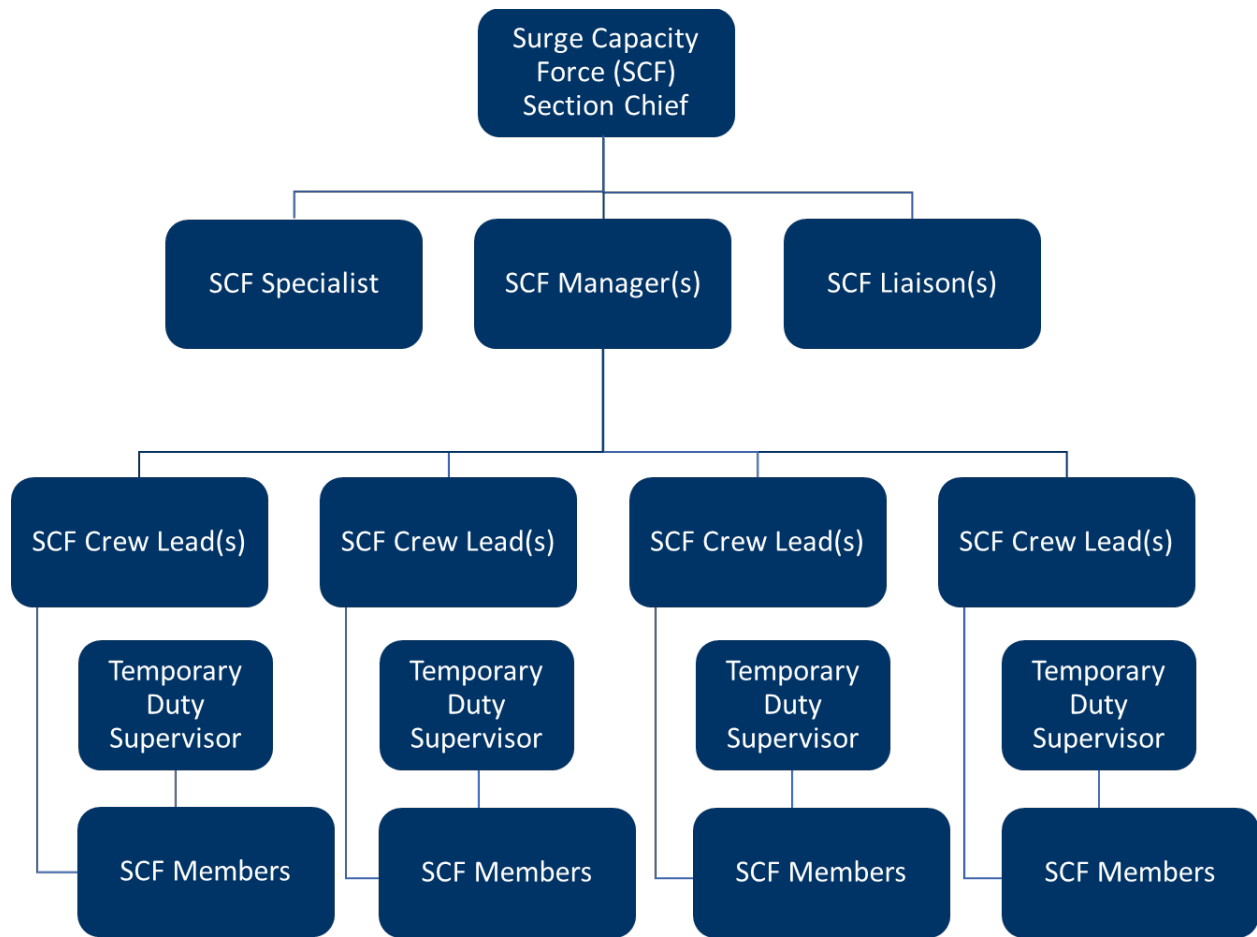 Surge Capacity
Force (SCF)
Section Chief
SCF Specialist
SCF Manager(s)
SCF Liaison(s)
SCF Crew Lead(s)
SCF Crew Lead(s)
SCF Crew Lead(s)
SCF Crew Lead(s)
Temporary
Duty
Supervisor
Temporary
Duty
Supervisor
Temporary
Duty
Supervisor
Temporary
Duty
Supervisor
SCF Members
SCF Members
SCF Members
SCF Members